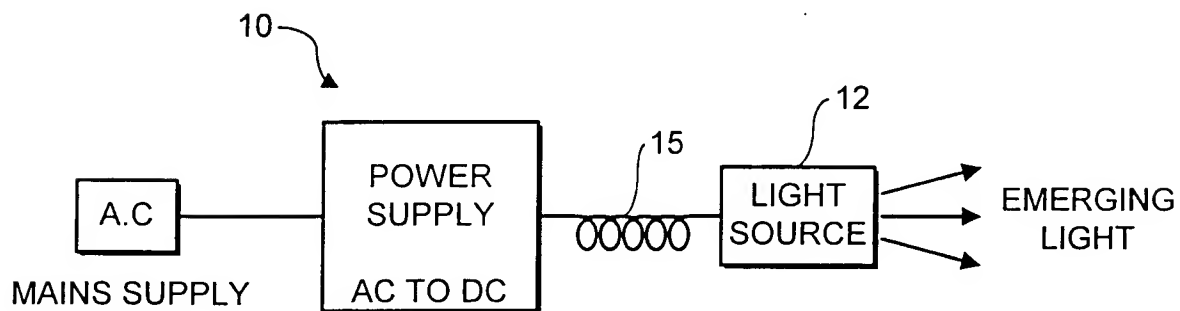 10
12
15
A.C
MAINS SUPPLY
POWER
SUPPLY
AC TO DC
LIGHT
SOURCE
EMERGING
LIGHT